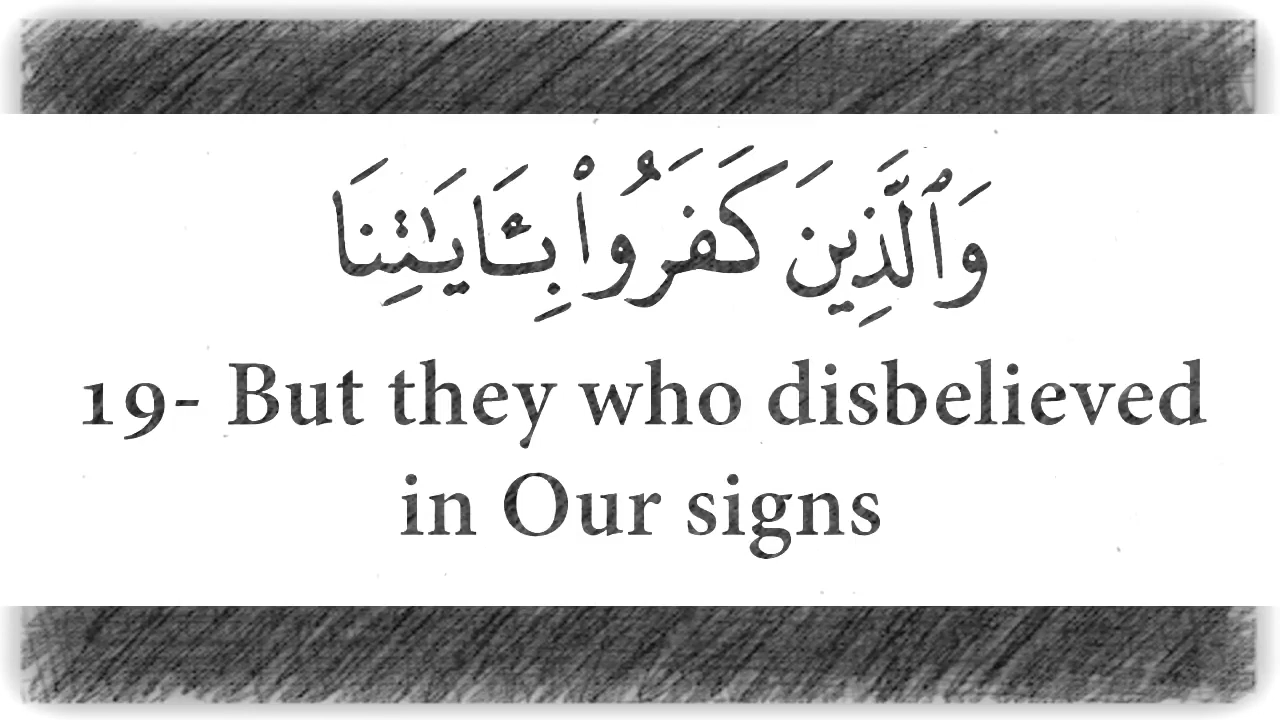 وَٱلَّذِينَ كَفَرُوا۟ بِـَٔايَـٰتِنَا
19- But they who disbelieved
in Our signs